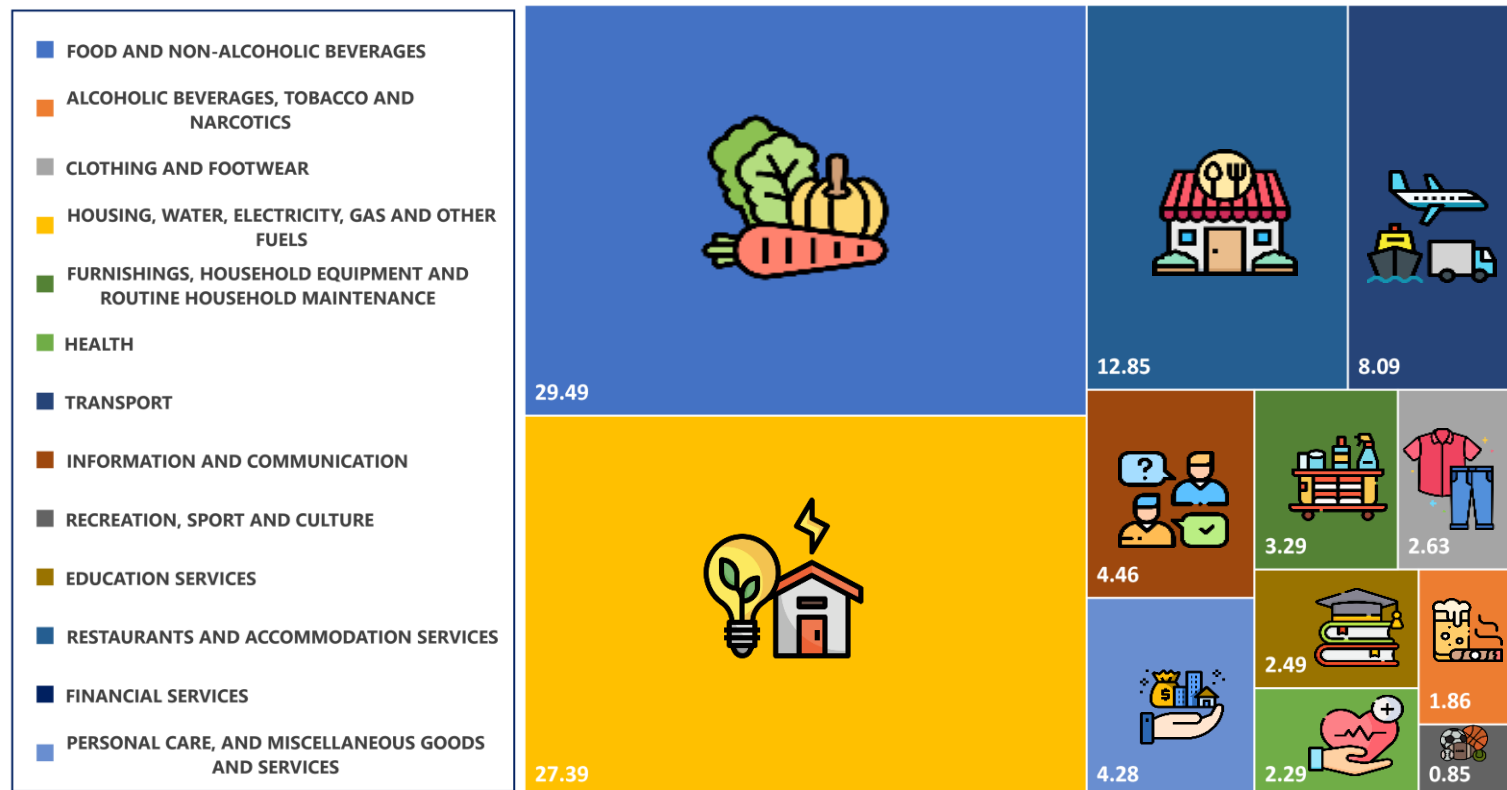 FOOD AND NON-ALCOHOLIC BEVERAGES
ALCOHOLIC BEVERAGES, TOBACCO AND
NARCOTICS
CLOTHING AND FOOTWEAR
HOUSING, WATER, ELECTRICITY, GAS AND OTHER
FUELS
FURNISHINGS, HOUSEHOLD EQUIPMENT AND
ROUTINE HOUSEHOLD MAINTENANCE
HEALTH
TRANSPORT
INFORMATION AND COMMUNICATION
RECREATION, SPORT AND CULTURE
EDUCATION SERVICES
RESTAURANTS AND ACCOMMODATION SERVICES
FINANCIAL SERVICES
PERSONAL CARE, AND MISCELLANEOUS GOODS
AND SERVICES
29.49
27.39
12.85
8.09
?
4.46
3.29
2.63
$
4.28
2.49
1.86
2.29
0.85